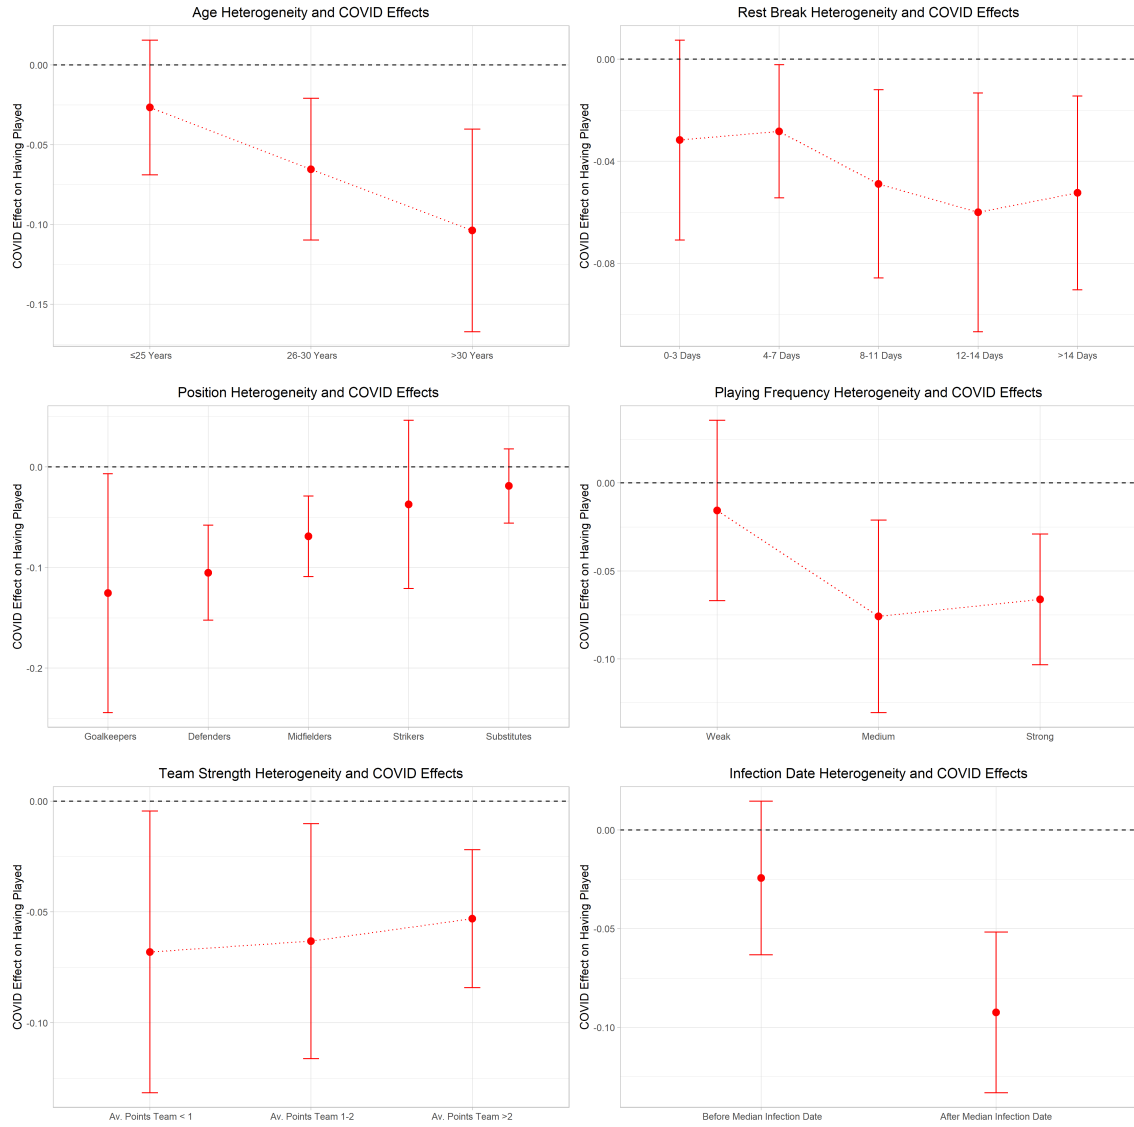 Age Heterogeneity and COVID Effects
COVID Effect on Having Played
0.00
-0.05
-0.10
-0.15
≤25 Years
26-30 Years
>30 Years
Rest Break Heterogeneity and COVID Effects
COVID Effect on Having Played
0.00
-0.04
-0.08
0-3 Days
4-7 Days
8-11 Days
12-14 Days
>14 Days
Position Heterogeneity and COVID Effects
COVID Effect on Having Played
0.0
-0.1
-0.2
Goalkeepers
Defenders
Midfielders
Strikers
Substitutes
Playing Frequency Heterogeneity and COVID Effects
COVID Effect on Having Played
0.00
-0.05
-0.10
Weak
Medium
Strong
Team Strength Heterogeneity and COVID Effects
COVID Effect on Having Played
0.00
-0.05
-0.10
Av. Points Team < 1
Av. Points Team 1-2
Av. Points Team >2
Infection Date Heterogeneity and COVID Effects
COVID Effect on Having Played
0.00
-0.05
-0.10
Before Median Infection Date
After Median Infection Date